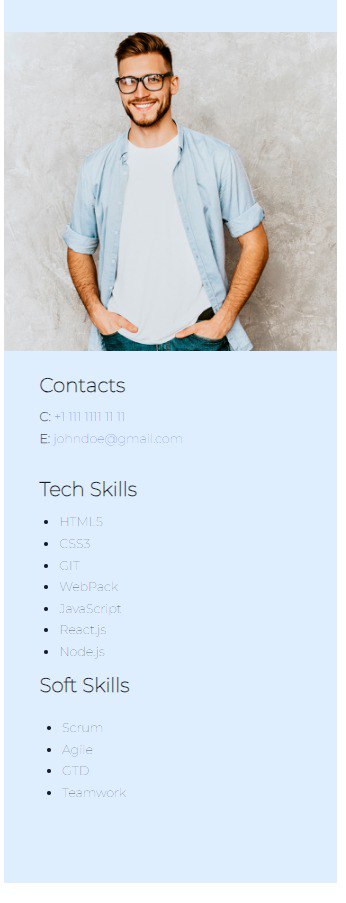 Contacts
C: +1 111 1111 11 11
E: johndoe@gmail.com
Tech Skills
HTML5
CSS3
GIT
WebPack
JavaScript
React.js
Node.js
Soft Skills
Scrum
Agile
GTD
Teamwork